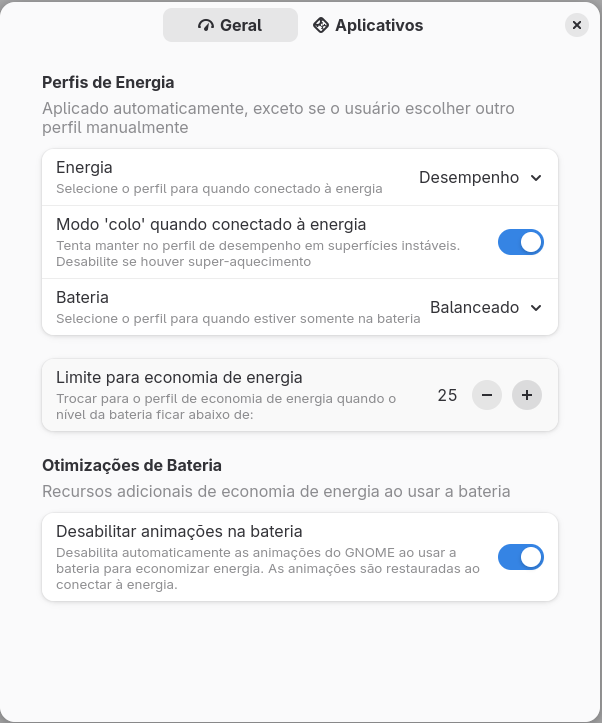 Geral
Aplicativos
Perfis de Energia
Aplicado automaticamente, exceto se o usuário escolher outro
perfil manualmente
Energia
Selecione o perfil para quando conectado à energia
Desempenho
Modo 'colo' quando conectado à energia
Tenta manter no perfil de desempenho em superfícies instáveis.
Desabilite se houver super-aquecimento
Bateria
Selecione o perfil para quando estiver somente na bateria
Balanceado
Limite para economia de energia
Trocar para o perfil de economia de energia quando o
nível da bateria ficar abaixo de:
25
Otimizações de Bateria
Recursos adicionais de economia de energia ao usar a bateria
Desabilitar animações na bateria
Desabilita automaticamente as animações do GNOME ao usar a
bateria para economizar energia. As animações são restauradas ao
conectar à energia.